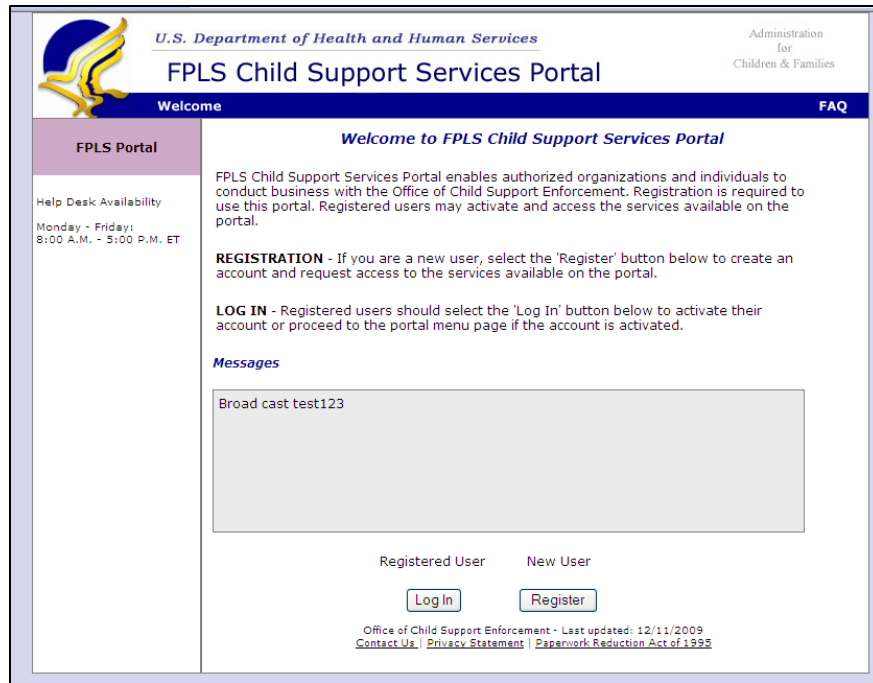 U.S. Department of Health and Human Services
Administration
for
Children & Families
FPLS Child Support Services Portal
Welcome
FAQ
FPLS Portal
Help Desk Availability
Monday - Friday:
8:00 A.M. - 5:00 P.M. ET
Welcome to FPLS Child Support Services Portal
FPLS Child Support Services Portal enables authorized organizations and individuals to
conduct business with the Office of Child Support Enforcement. Registration is required to
use this portal. Registered users may activate and access the services available on the
portal.
REGISTRATION - If you are a new user, select the 'Register' button below to create an
account and request access to the services available on the portal.
LOG IN - Registered users should select the 'Log In' button below to activate their
account or proceed to the portal menu page if the account is activated.
Messages
Broad cast test123
Registered User New User
Log In Register
Office of Child Support Enforcement - Last updated: 12/11/2009
Contact Us | Privacy Statement | Paperwork Reduction Act of 1995